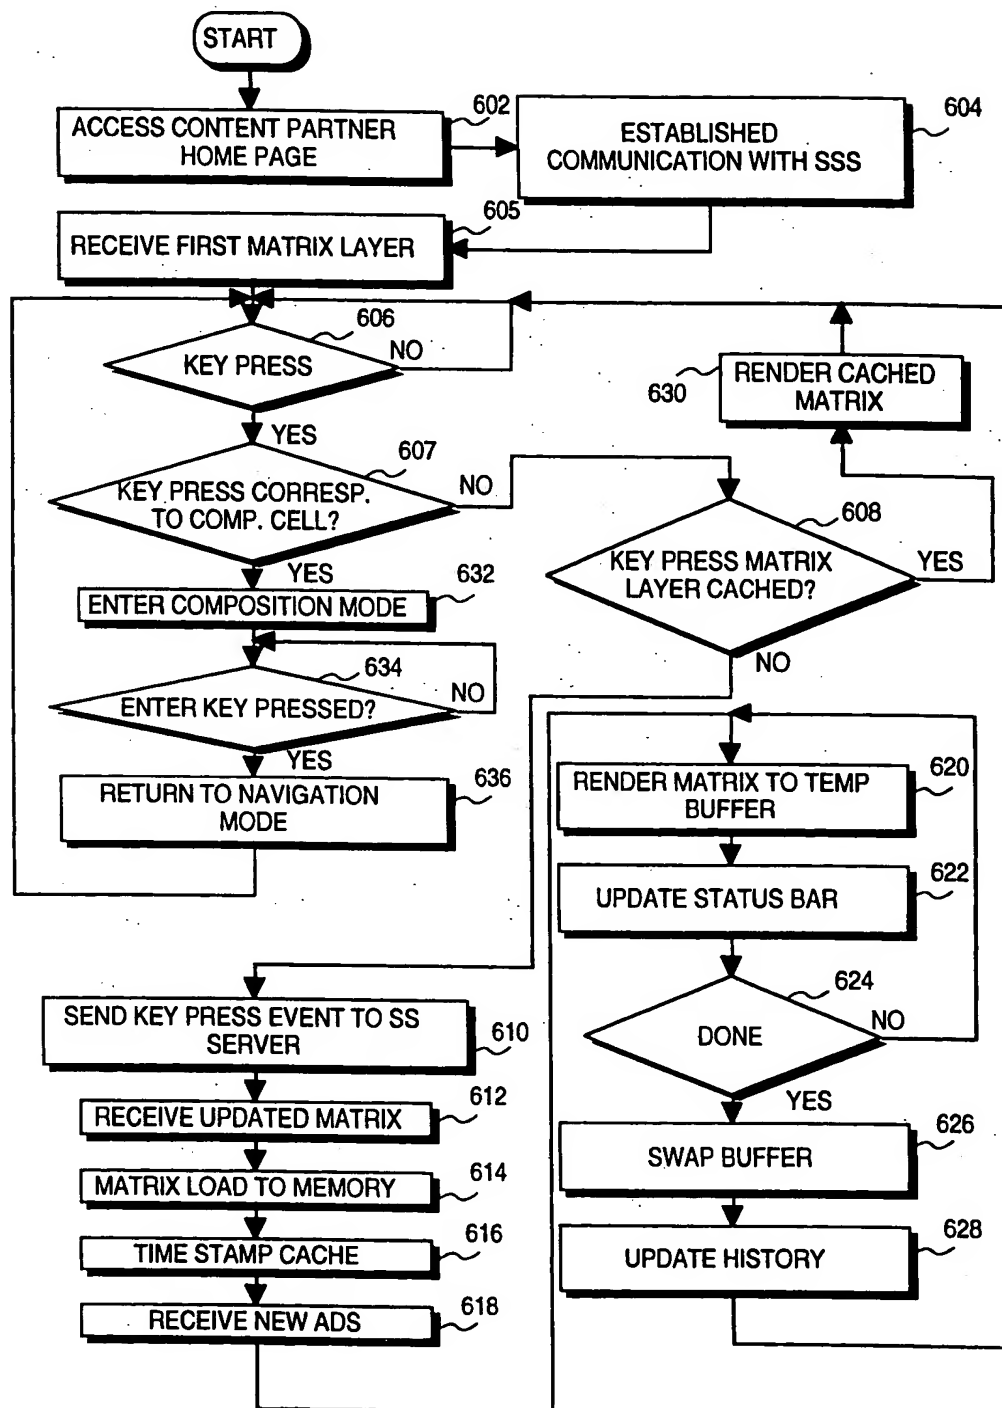 START
602
ACCESS CONTENT PARTNER
HOME PAGE
604
ESTABLISHED
COMMUNICATION WITH SSS
605
RECEIVE FIRST MATRIX LAYER
606
KEY PRESS
NO
YES
630
RENDER CACHED
MATRIX
607
KEY PRESS CORRESP.
TO COMP. CELL?
NO
YES
608
KEY PRESS MATRIX
LAYER CACHED?
YES
NO
632
ENTER COMPOSITION MODE
634
ENTER KEY PRESSED?
NO
YES
RETURN TO NAVIGATION
MODE
636
RENDER MATRIX TO TEMP
BUFFER
620
UPDATE STATUS BAR
622
624
DONE
NO
YES
SEND KEY PRESS EVENT TO SS
SERVER
610
RECEIVE UPDATED MATRIX
612
MATRIX LOAD TO MEMORY
614
TIME STAMP CACHE
616
RECEIVE NEW ADS
618
SWAP BUFFER
626
UPDATE HISTORY
628